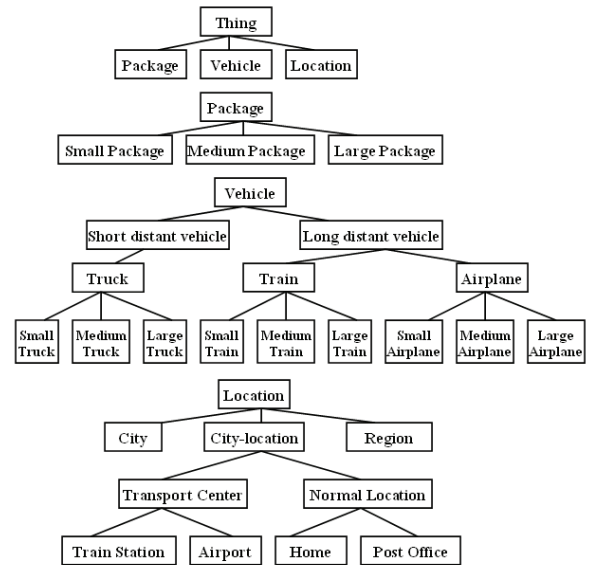 Thing
Package Vehicle Location
Package
Small Package Medium Package Large Package
Vehicle
Short distant vehicle Long distant vehicle
Truck Train Airplane
Small Medium Large Small Medium Large Small Medium Large
Truck Truck Truck Train Train Train Airplane Airplane Airplane
Location
City City-location Region
Transport Center Normal Location
Train Station Airport Home Post Office